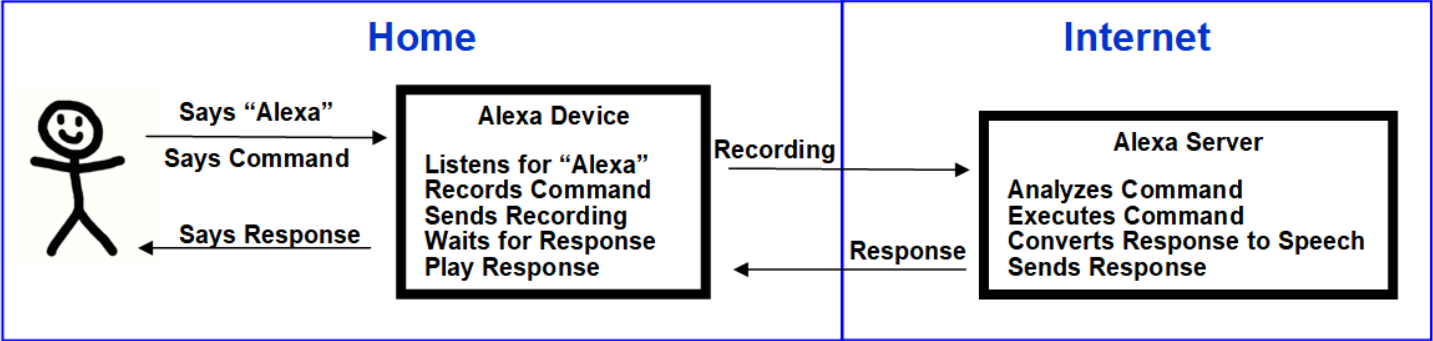 Home
Internet
Says “Alexa”
Says Command
Says Response
Alexa Device
Listens for “Alexa”
Records Command
Sends Recording
Waits for Response
Play Response
Recording
Response
Alexa Server
Analyzes Command
Executes Command
Converts Response to Speech
Sends Response